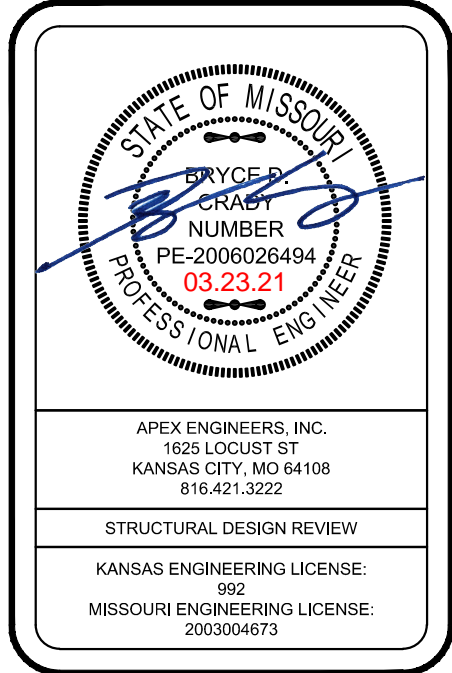 STATE OF MISSOURI
BRYCE P.
CRADY
NUMBER
PE-2006026494
03.23.21
PROFESSIONAL ENGINEER
APEX ENGINEERS, INC.
1625 LOCUST ST
KANSAS CITY, MO 64108
816.421.3222
STRUCTURAL DESIGN REVIEW
KANSAS ENGINEERING LICENSE:
992
MISSOURI ENGINEERING LICENSE:
2003004673